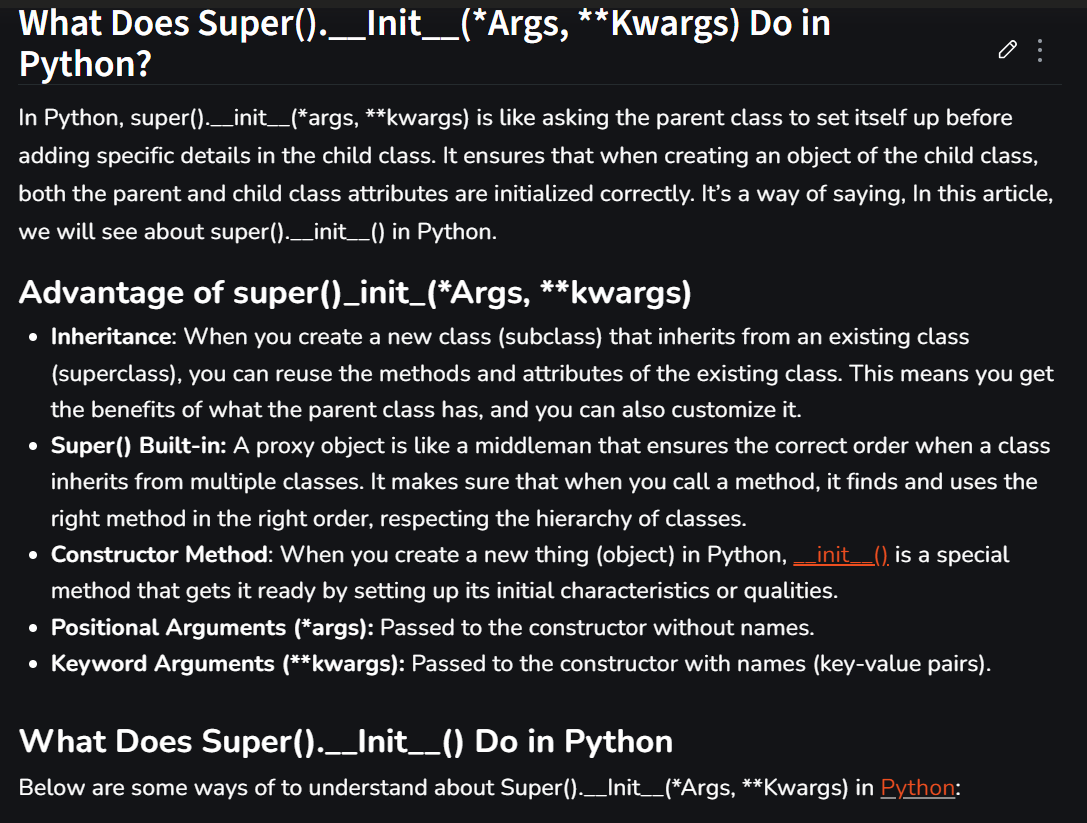 What Does Super().__Init__(*Args, **Kwargs) Do in
Python?
In Python, super().__init__(*args, **kwargs) is like asking the parent class to set itself up before
adding specific details in the child class. It ensures that when creating an object of the child class,
both the parent and child class attributes are initialized correctly. It’s a way of saying, In this article,
we will see about super().__init__() in Python.
Advantage of super()_init_(*Args, **kwargs)
• Inheritance: When you create a new class (subclass) that inherits from an existing class
(superclass), you can reuse the methods and attributes of the existing class. This means you get
the benefits of what the parent class has, and you can also customize it.
• Super() Built-in: A proxy object is like a middleman that ensures the correct order when a class
inherits from multiple classes. It makes sure that when you call a method, it finds and uses the
right method in the right order, respecting the hierarchy of classes.
• Constructor Method: When you create a new thing (object) in Python, __init__() is a special
method that gets it ready by setting up its initial characteristics or qualities.
• Positional Arguments (*args): Passed to the constructor without names.
• Keyword Arguments (**kwargs): Passed to the constructor with names (key-value pairs).
What Does Super().__Init__() Do in Python
Below are some ways of to understand about Super().__Init__(*Args, **Kwargs) in Python: